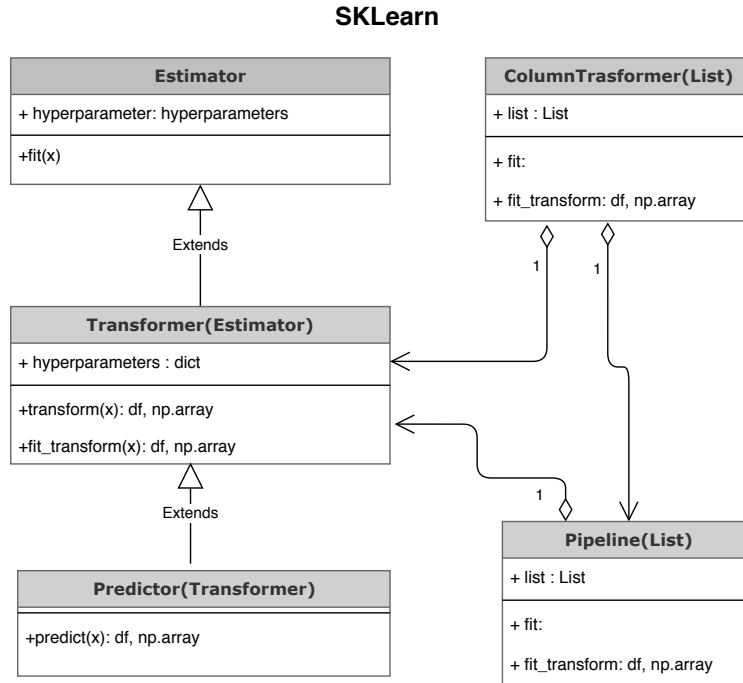 SKLearn
Estimator
+ hyperparameter: hyperparameters
+fit(x)
Extends
ColumnTrasformer(List)
+ list : List
+ fit:
+ fit_transform: df, np.array
1
1
Transformer(Estimator)
+ hyperparameters : dict
+transform(x): df, np.array
+fit_transform(x): df, np.array
Extends
1
Predictor(Transformer)
+predict(x): df, np.array
Pipeline(List)
+ list : List
+ fit:
+ fit_transform: df, np.array